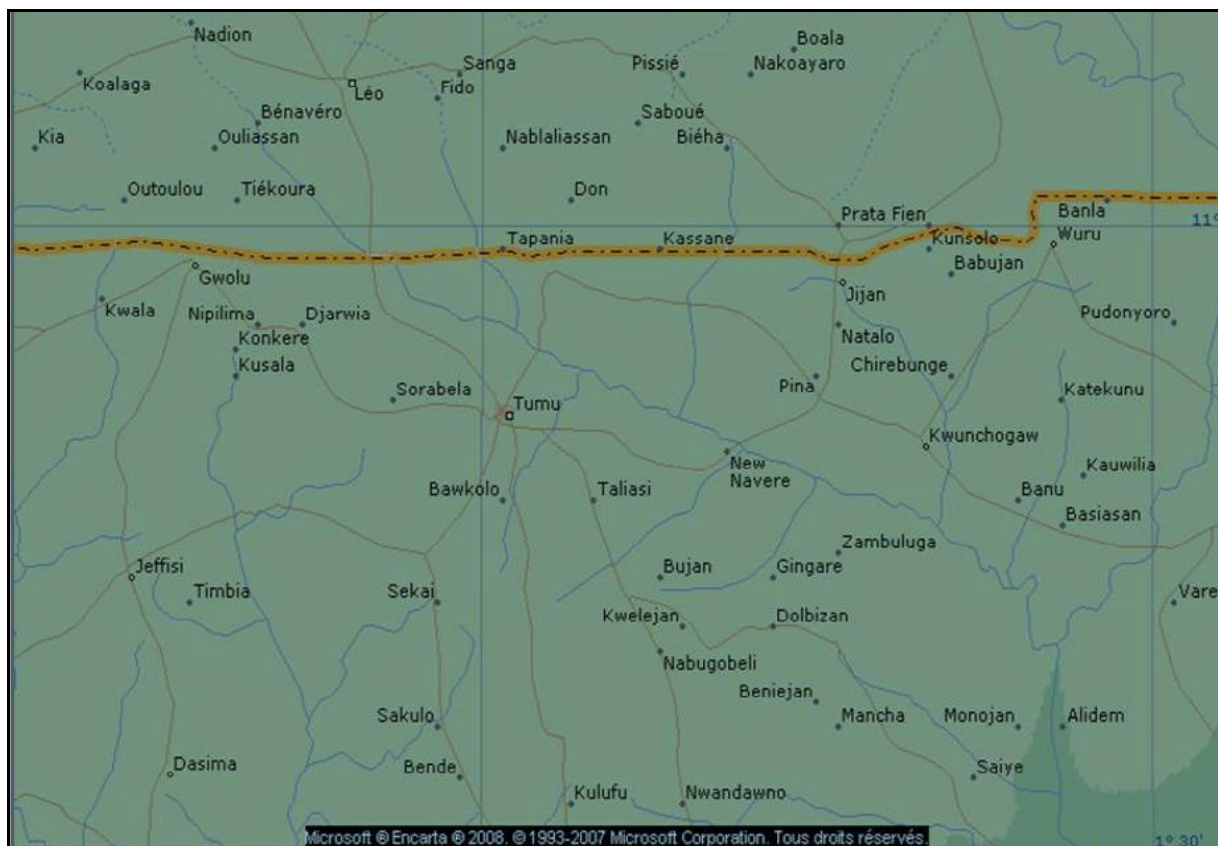 Nadion
Boala
Koalaga
Léo
Sanga
Fido
Pissié
Nakoayaro
Bénavéro
Saboué
Kia
Ouliassan
Nablaliassan
Biéha
Outoulou
Tiékoura
Don
Prata Fien
Banla
11°
Tapania
Kassane
Kunsolo
Wuru
Gwolu
Babujan
Jijan
Kwala
Nipilima
Djarwia
Pudonyoro
Konkere
Natalo
Kusala
Chirebunge
Sorabela
Pina
Katekunu
Tumu
Kwunchogaw
New
Navere
Kauwilia
Bawkolo
Taliasi
Banu
Basiasan
Zambuluga
Jeffisi
Bujan
Gingare
Timbia
Sekai
Vare
Kwelejan
Dolbizan
Nabugobeli
Beniejan
Sakulo
Mancha
Monojan
Alidem
Dasima
Bende
Saiye
Kulufu
Nwandawno
Microsoft ® Encarta ® 2008. © 1993-2007 Microsoft Corporation. Tous droits réservés.
1°30'